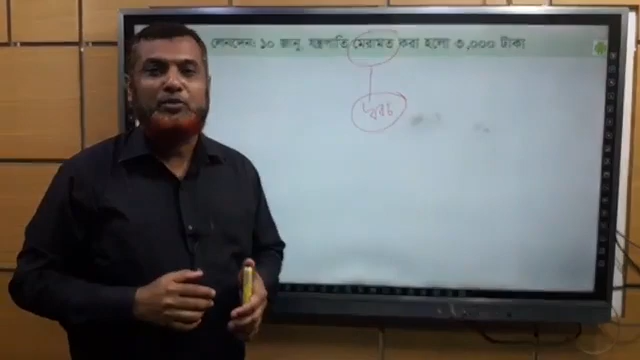 লেনদেন: ১০ জানু, যন্ত্রপাতি মেরামত করা হলো ৩,০০০ টাকা
খরচ